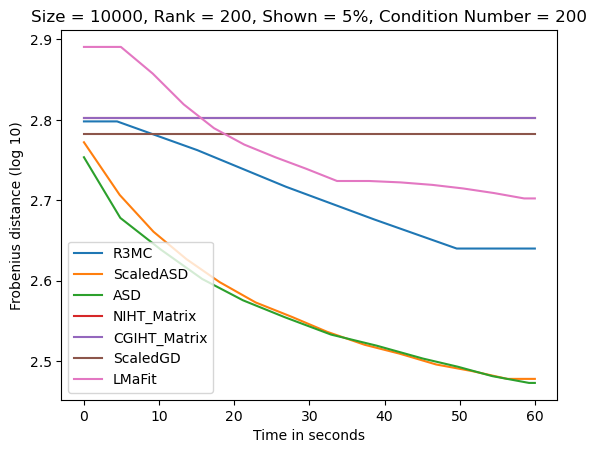 Size = 10000, Rank = 200, Shown = 5%, Condition Number = 200
Frobenius distance (log 10)
2.9
2.8
2.7
2.6
2.5
R3MC
ScaledASD
ASD
NIHT_Matrix
CGIHT_Matrix
ScaledGD
LMaFit
0 10 20 30 40 50 60
Time in seconds